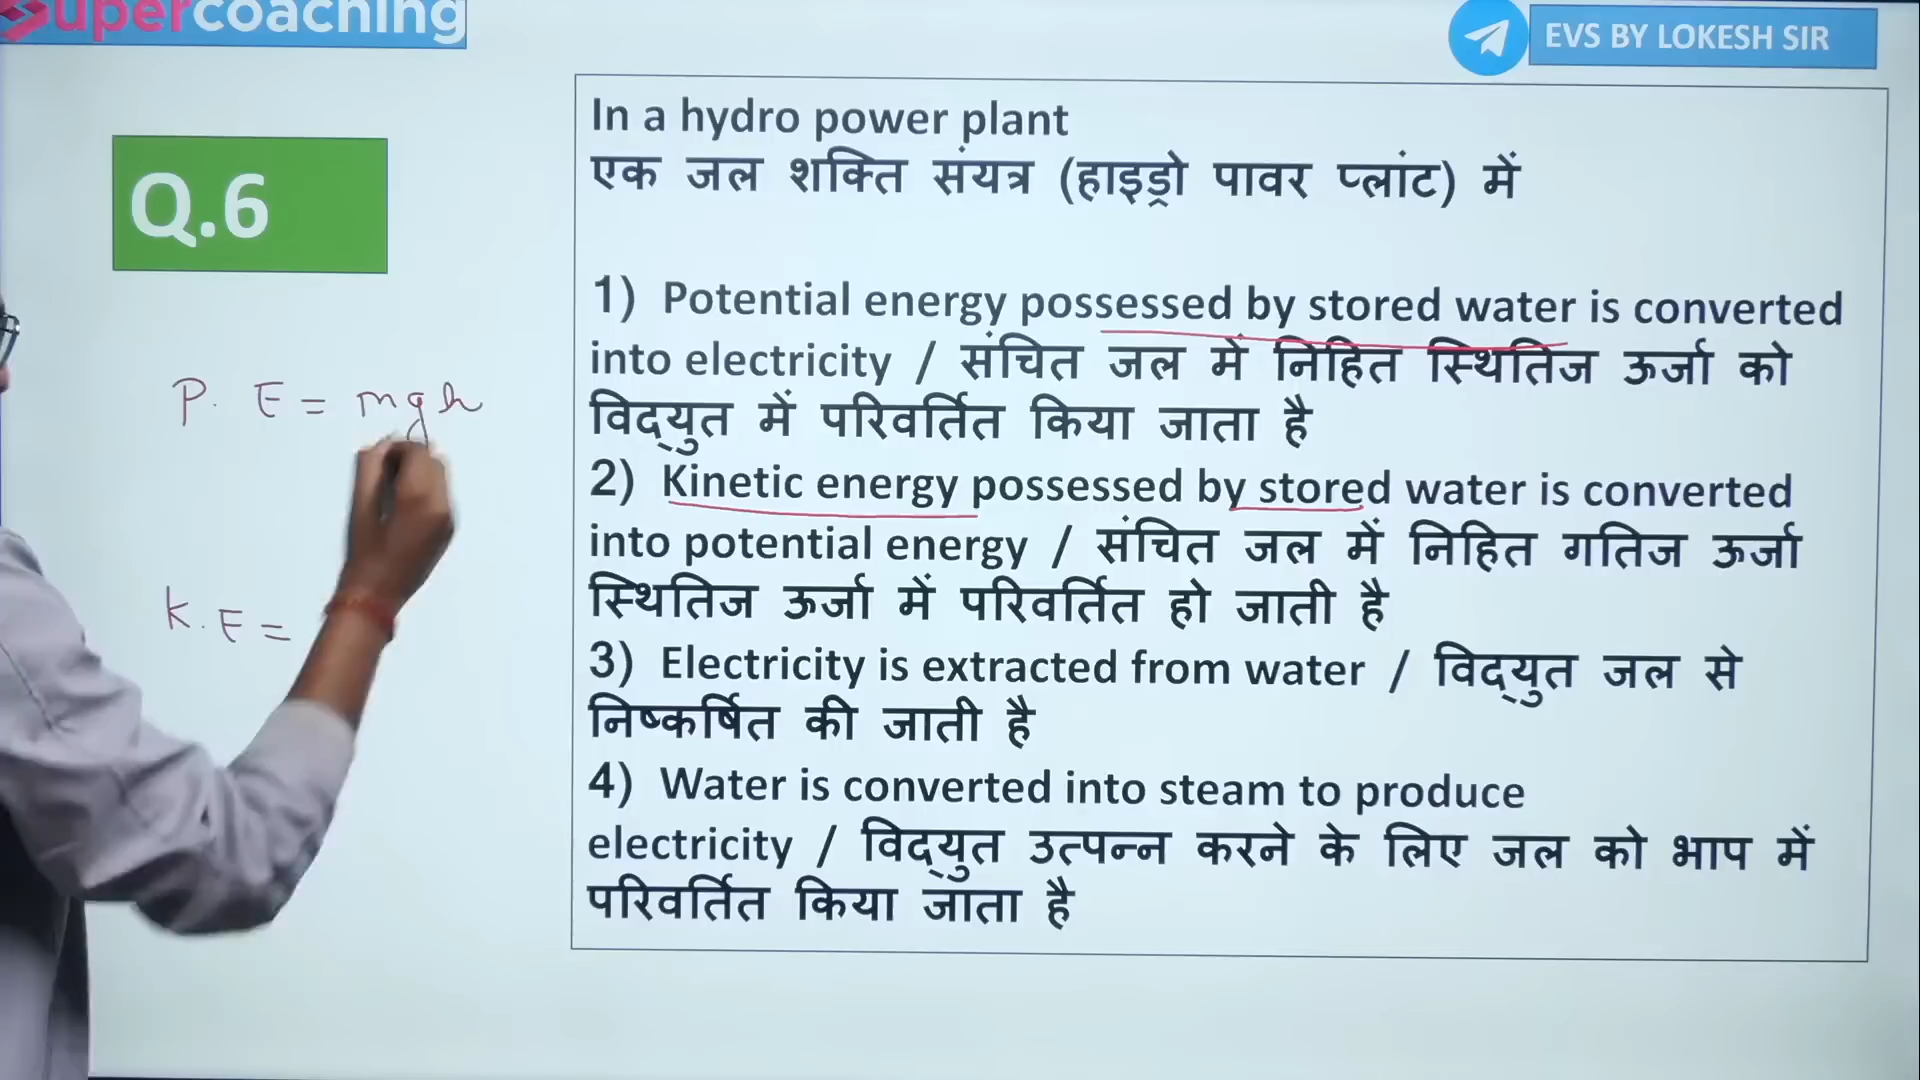 supercoaching
EVS BY LOKESH SIR
Q.6
In a hydro power plant
एक जल शक्ति संयत्र (हाइड्रो पावर प्लांट) में
1) Potential energy possessed by stored water is converted
into electricity / संचित जल में निहित स्थितिज ऊर्जा को
विद्युत में परिवर्तित किया जाता है
2) Kinetic energy possessed by stored water is converted
into potential energy / संचित जल में निहित गतिज ऊर्जा
स्थितिज ऊर्जा में परिवर्तित हो जाती है
3) Electricity is extracted from water / विद्युत जल से
निष्कर्षित की जाती है
4) Water is converted into steam to produce
electricity / विद्युत उत्पन्न करने के लिए जल को भाप में
परिवर्तित किया जाता है
P. E = mgh
K. E =